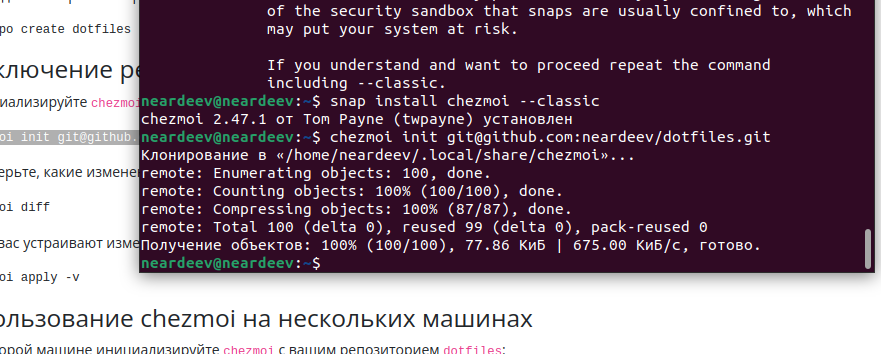 of the security sandbox that snaps are usually confined to, which
may put your system at risk.
If you understand and want to proceed repeat the command
including --classic.
neardeev@neardeev:~$ snap install chezmoi --classic
chezmoi 2.47.1 от Том Payne (twpayne) установлен
neardeev@neardeev:~$ chezmoi init git@github.com:neardeev/dotfiles.git
Клонирование в «/home/neardeev/.local/share/chezmoi»...
remote: Enumerating objects: 100, done.
remote: Counting objects: 100% (100/100), done.
remote: Compressing objects: 100% (87/87), done.
remote: Total 100 (delta 0), reused 99 (delta 0), pack-reused 0
Получение объектов: 100% (100/100), 77.86 КиБ | 675.00 КиБ/с, готово.
neardeev@neardeev:~$
po create dotfiles
ключение ре
циализируйте chezmoi
oi init git@github.
ерьте, какие изменен
oi diff
вас устраивают изме
oi apply -v
ользование chezmoi на нескольких машинах
орой машине инициализируйте chezmoi с вашим репозиторием dotfiles: